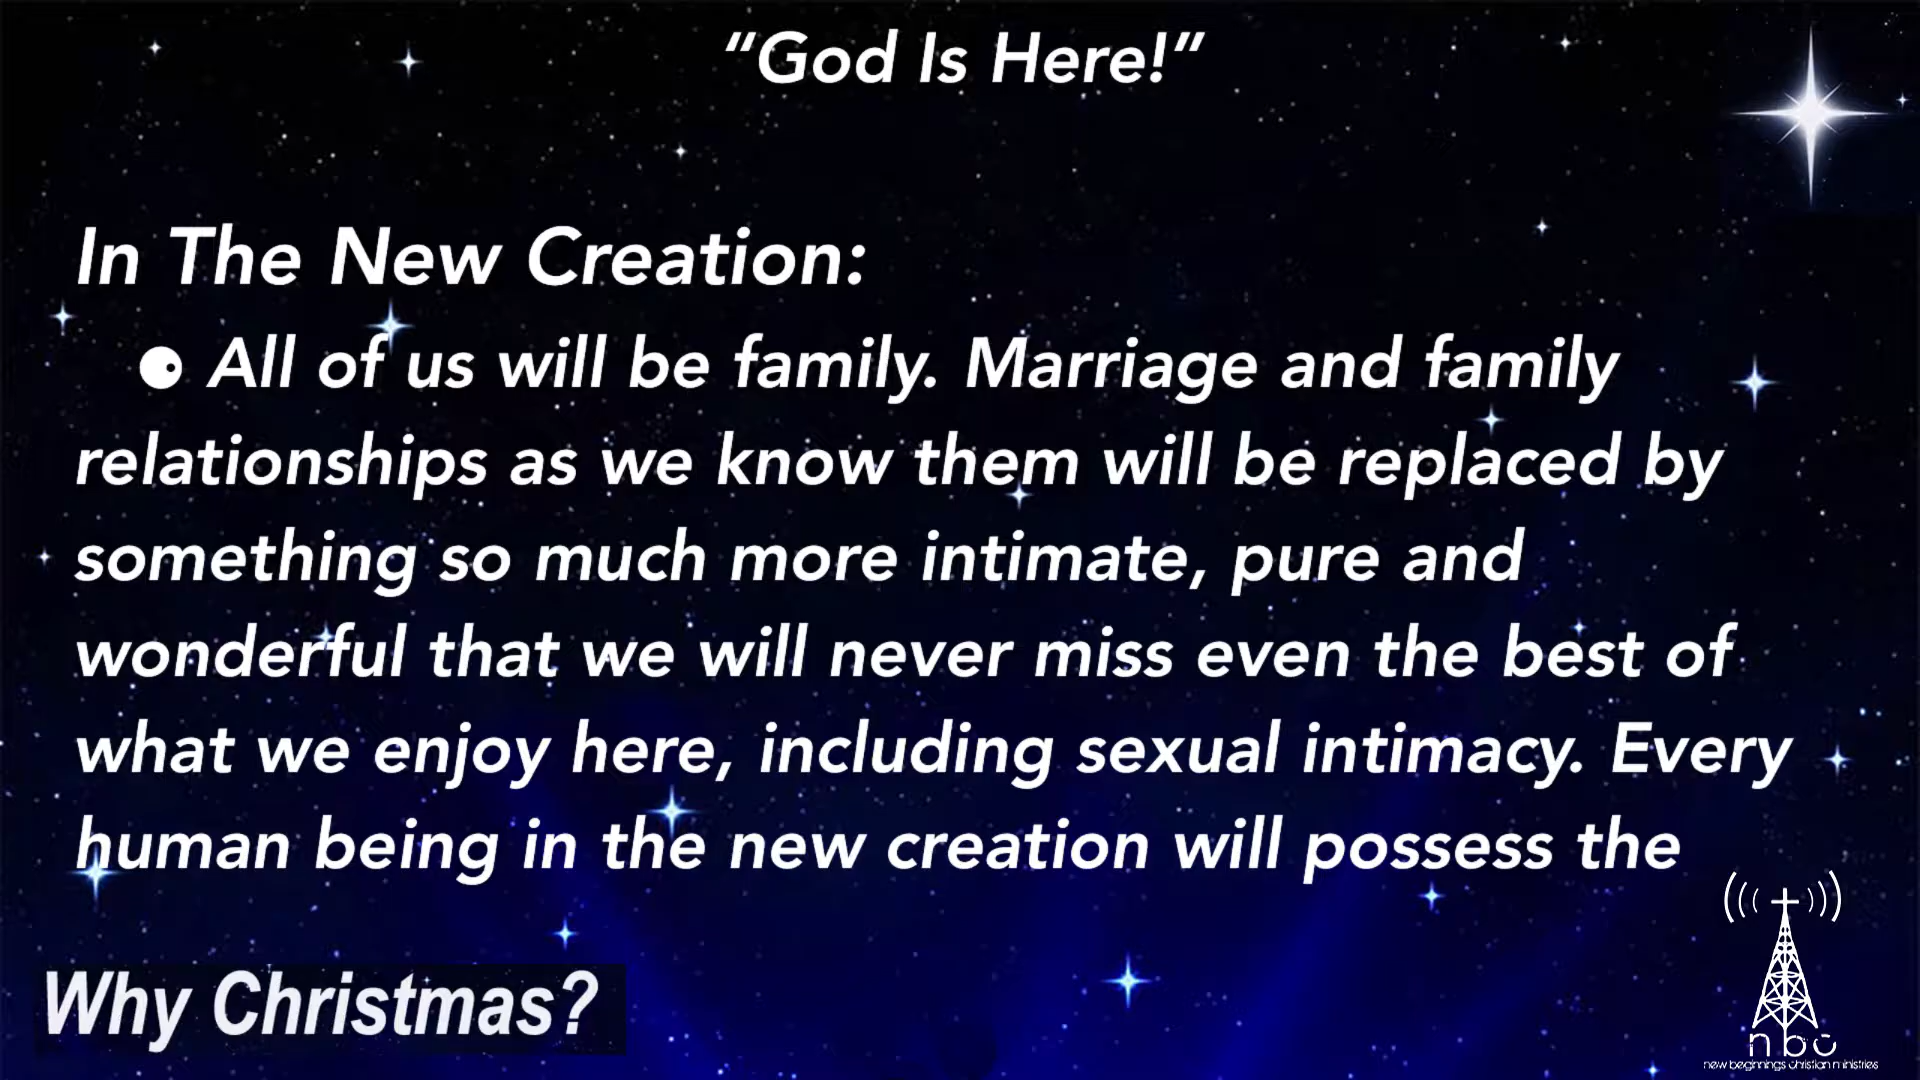 “God Is Here!”
In The New Creation:
● All of us will be family. Marriage and family
relationships as we know them will be replaced by
something so much more intimate, pure and
wonderful that we will never miss even the best of
what we enjoy here, including sexual intimacy. Every
human being in the new creation will possess the
Why Christmas?
nbc
new beginnings christian ministries